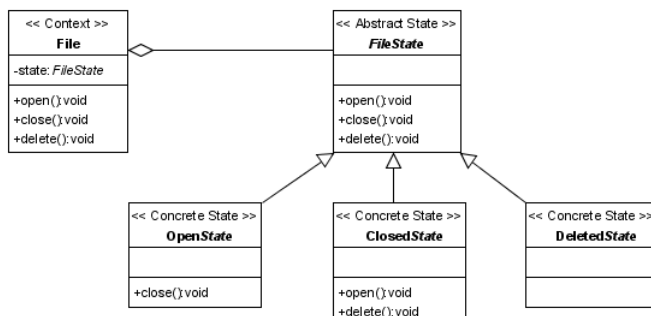 << Context >>
File
-state: FileState
+open():void
+close():void
+delete():void
<< Abstract State >>
FileState
+open():void
+close():void
+delete():void
<< Concrete State >>
OpenState
+close():void
<< Concrete State >>
ClosedState
+open():void
+delete():void
<< Concrete State >>
DeletedState